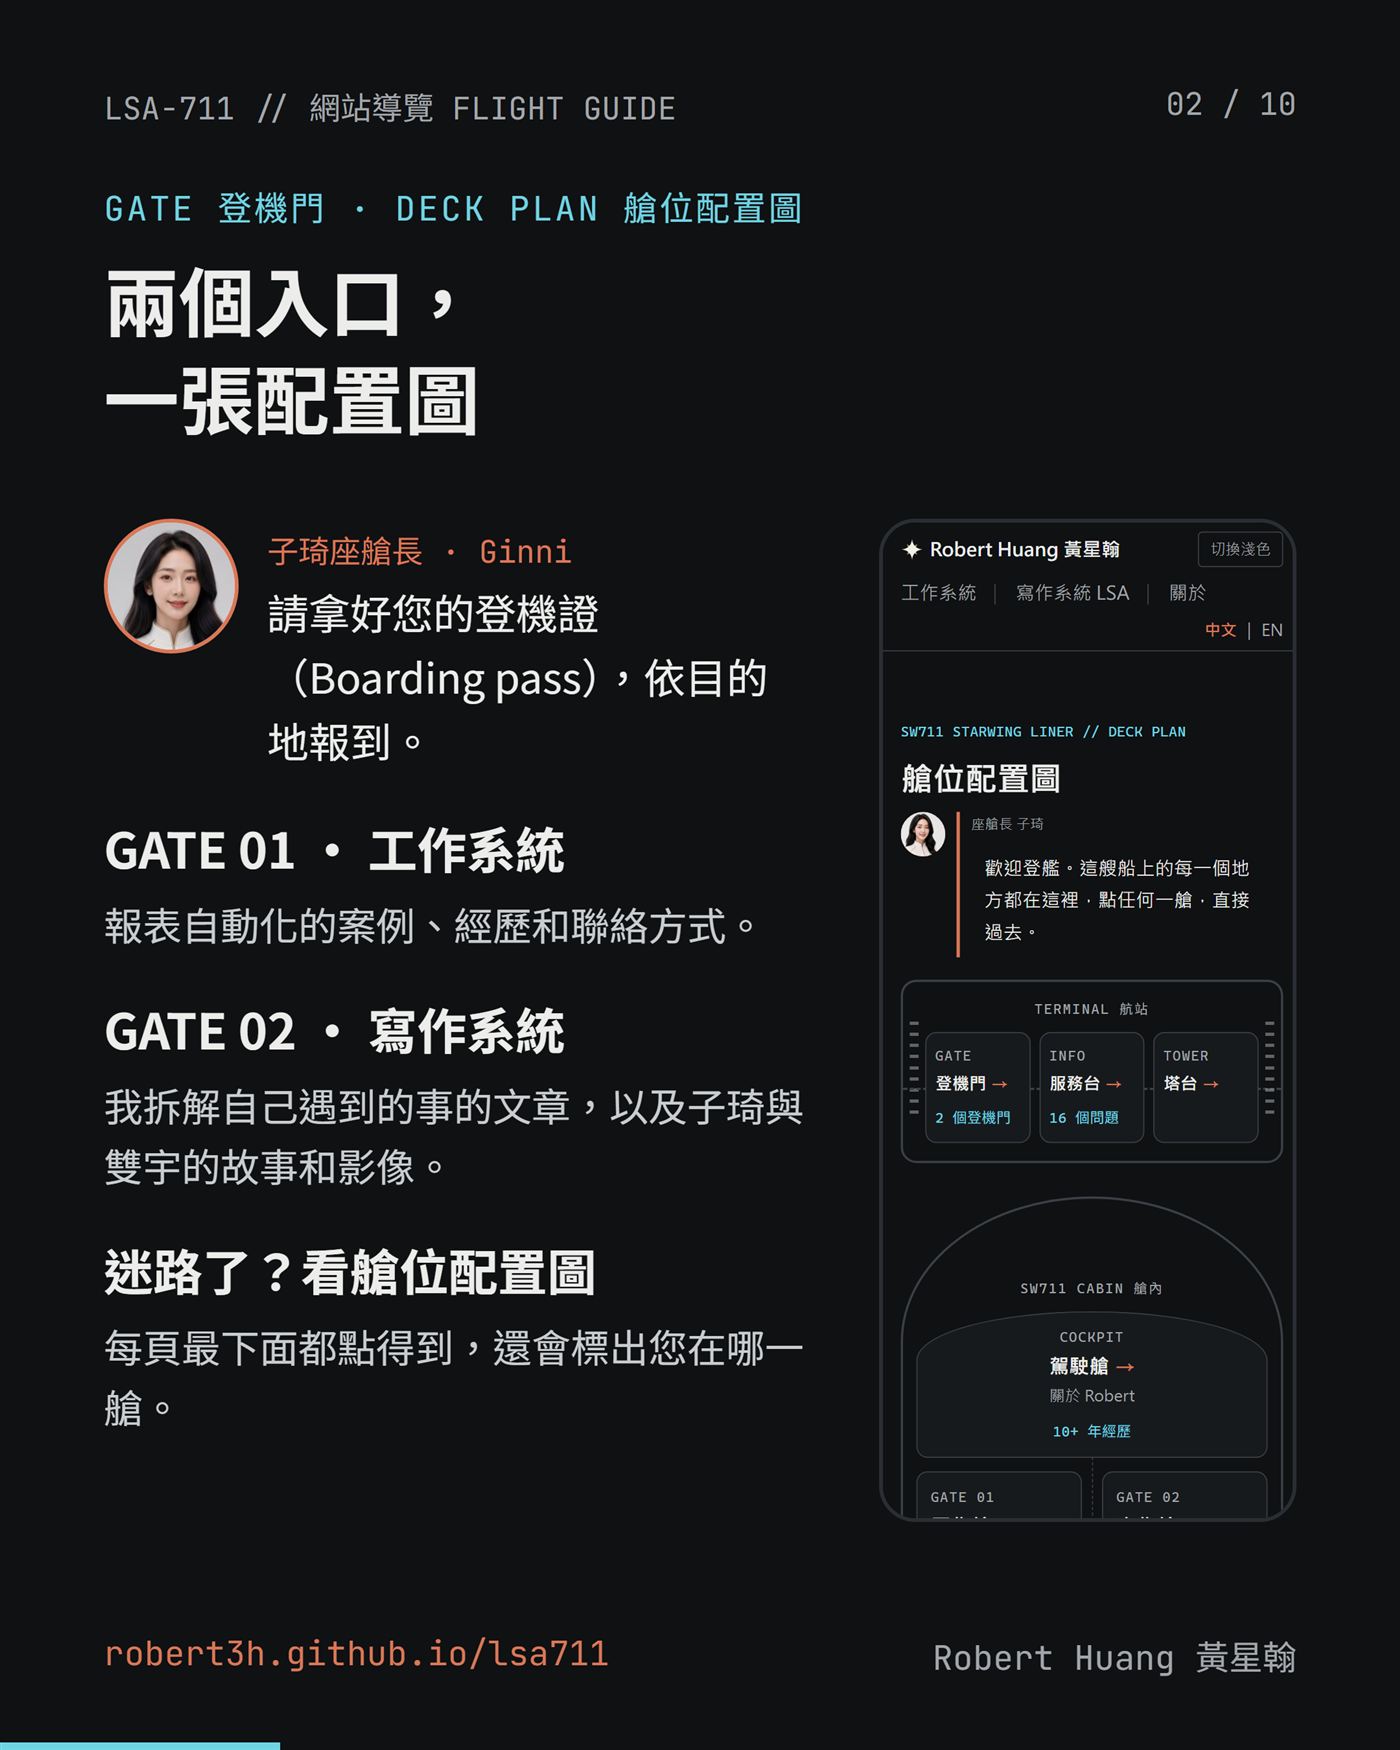 LSA-711 // 網站導覽 FLIGHT GUIDE
02 / 10
GATE 登機門 · DECK PLAN 艙位配置圖
兩個入口，
一張配置圖
子琦座艙長 · Ginni
請拿好您的登機證
（Boarding pass），依目的
地報到。
GATE 01 · 工作系統
報表自動化的案例、經歷和聯絡方式。
GATE 02 · 寫作系統
我拆解自己遇到的事的文章，以及子琦與
雙宇的故事和影像。
迷路了？看艙位配置圖
每頁最下面都點得到，還會標出您在哪一
艙。
Robert Huang 黃星翰
切換淺色
工作系統 | 寫作系統 LSA | 關於
中文 | EN
SW711 STARWING LINER // DECK PLAN
艙位配置圖
座艙長 子琦
歡迎登艦。這艘船上的每一個地
方都在這裡，點任何一艙，直接
過去。
TERMINAL 航站
GATE
登機門 →
2 個登機門
INFO
服務台 →
16 個問題
TOWER
塔台 →
SW711 CABIN 艙內
COCKPIT
駕駛艙 →
關於 Robert
10+ 年經歷
GATE 01
GATE 02
robert3h.github.io/lsa711
Robert Huang 黃星翰